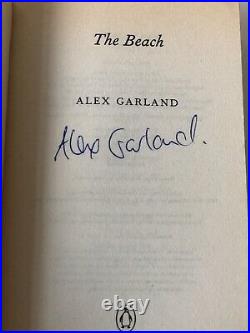 The Beach
ALEX GARLAND
Alex Garland.